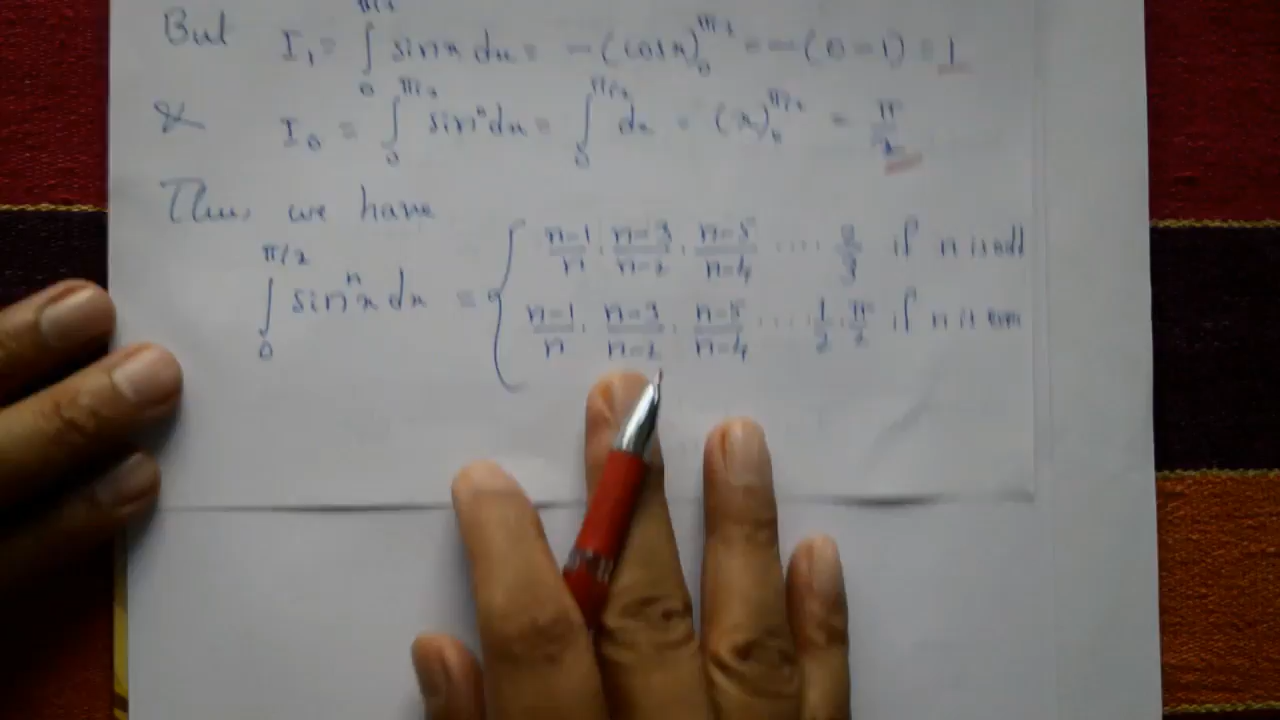 But I₁ = ∫₀^{π/2} sin x dx = -(cos x)₀^{π/2} = -(0-1) = 1
& I₀ = ∫₀^{π/2} sin⁰ dx = ∫₀^{π/2} dx = (x)₀^{π/2} = π/2
Thus we have
∫₀^{π/2} sinⁿx dx = { n-1/n · n-3/n-2 · n-5/n-4 ···· 2/3 if n is odd
n-1/n · n-3/n-2 · n-5/n-4 ···· 1/2 · π/2 if n is even